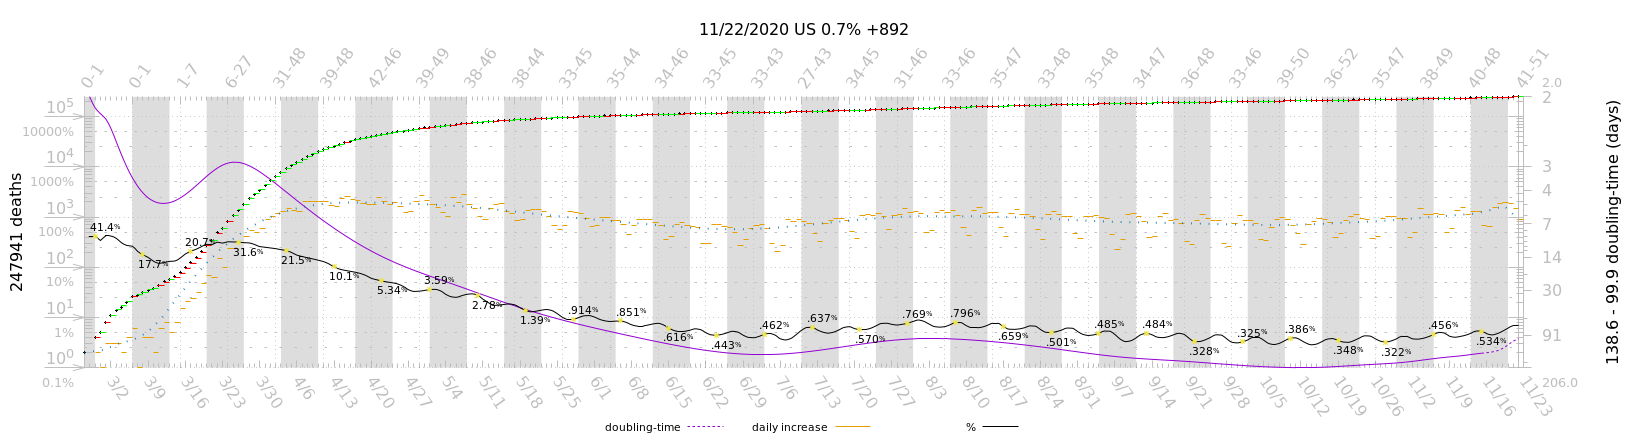 11/22/2020 US 0.7% +892
0-1 0-1 1-7 6-27 31-48 39-48 42-46 39-49 38-46 38-44 33-45 35-44 34-46 33-45 33-43 27-43 34-45 31-46 33-46 35-47 33-48 35-48 34-47 36-48 33-46 39-50 36-52 35-47 38-49 40-48 41-51
2.0
10⁵ 2
10000%
10⁴ 3
1000% 4
10³
41.4% 100% 7
20.7%
17.7% 31.6% 21.5% 10² 14
10.1% 3.59% 10%
5.34% 30
2.78% 10¹
1.39% .914% .851% .616% .443% .462% .637% .570% .769% .796% .659% .501% .485% .484% .328% .325% .386% .348% .322% .456% .534%
1% 91
10⁰
0.1% 206.0
3/2 3/9 3/16 3/23 3/30 4/6 4/13 4/20 4/27 5/4 5/11 5/18 5/25 6/1 6/8 6/15 6/22 6/29 7/6 7/13 7/20 7/27 8/3 8/10 8/17 8/24 8/31 9/7 9/14 9/21 9/28 10/5 10/12 10/19 10/26 11/2 11/9 11/16 11/23
247941 deaths
138.6 - 99.9 doubling-time (days)
doubling-time daily increase %